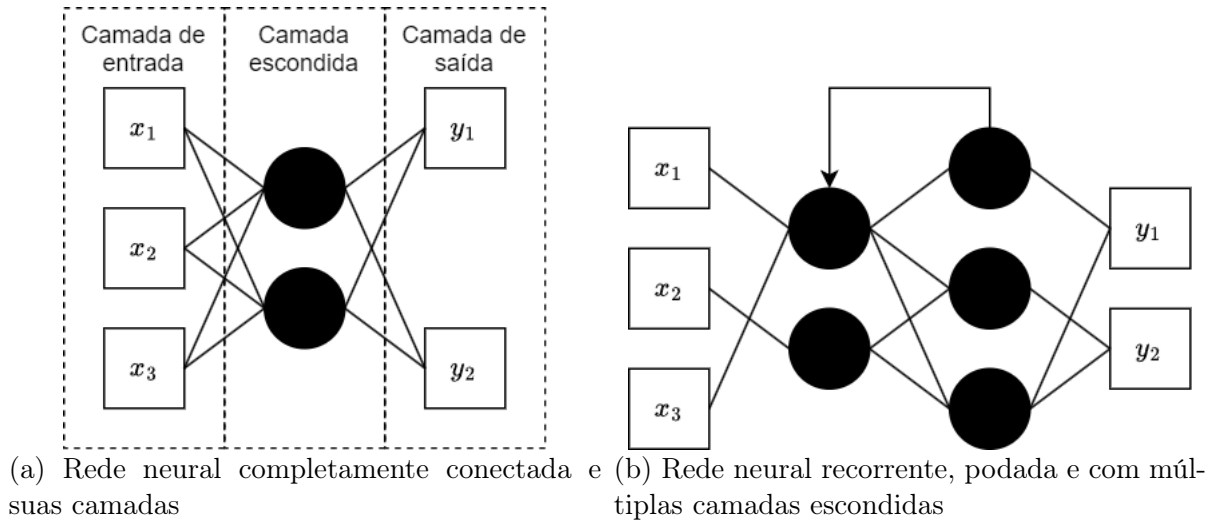 Camada de
entrada
Camada
escondida
Camada de
saída
x₁
x₂
x₃
y₁
y₂
(a) Rede neural completamente conectada e
suas camadas
x₁
x₂
x₃
y₁
y₂
(b) Rede neural recorrente, podada e com múl-
tiplas camadas escondidas